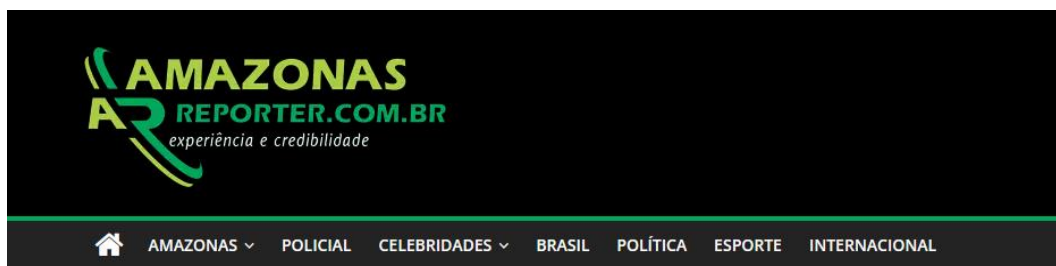 AMAZONAS
AR REPORTER.COM.BR
experiência e credibilidade
AMAZONAS POLICIAL CELEBRIDADES BRASIL POLÍTICA ESPORTE INTERNACIONAL